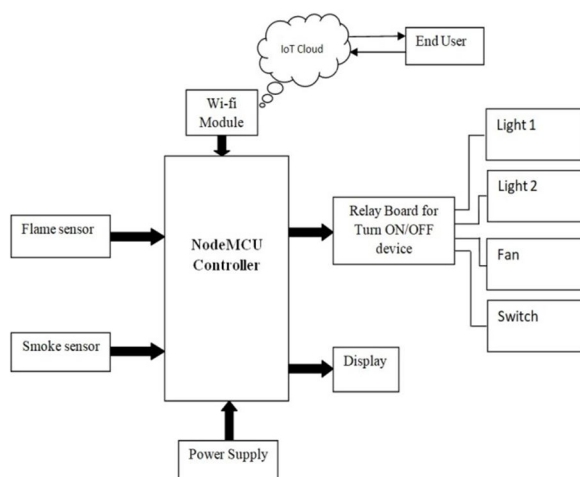 IoT Cloud
End User
Wi-fi
Module
Light 1
Light 2
Relay Board for
Turn ON/OFF
device
Flame sensor
NodeMCU
Controller
Fan
Switch
Smoke sensor
Display
Power Supply